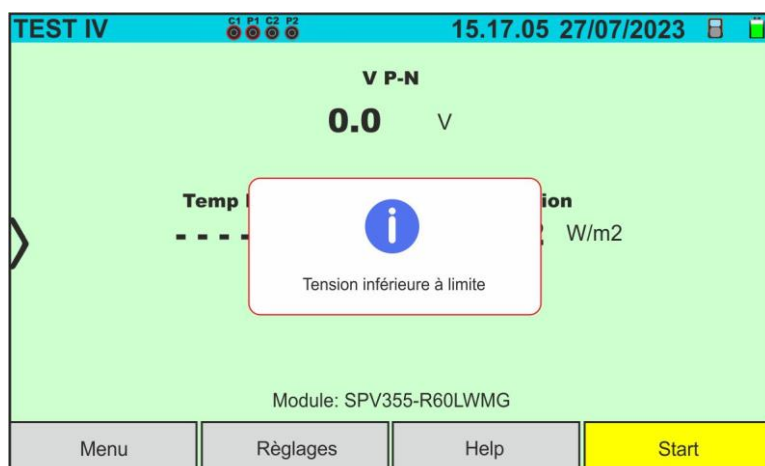 TEST IV C1 P1 C2 P2 15.17.05 27/07/2023
V P-N
0.0 V
Temp ion
- - - - W/m2
Tension inférieure à limite
Module: SPV355-R60LWMG
Menu Règlages Help Start